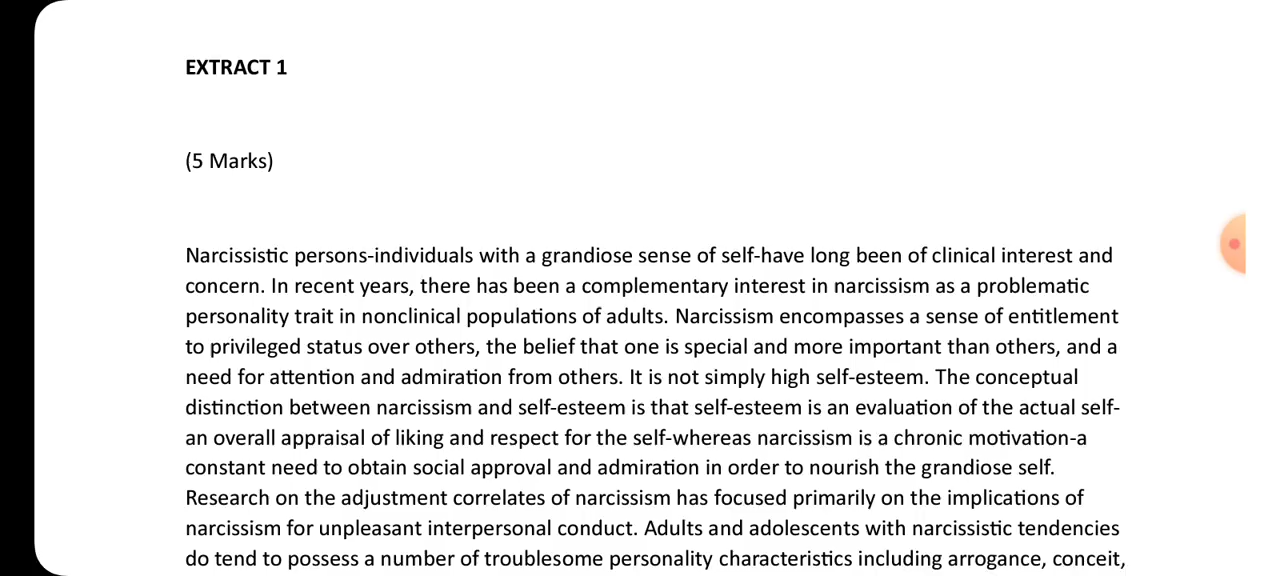 EXTRACT 1
(5 Marks)
Narcissistic persons-individuals with a grandiose sense of self-have long been of clinical interest and
concern. In recent years, there has been a complementary interest in narcissism as a problematic
personality trait in nonclinical populations of adults. Narcissism encompasses a sense of entitlement
to privileged status over others, the belief that one is special and more important than others, and a
need for attention and admiration from others. It is not simply high self-esteem. The conceptual
distinction between narcissism and self-esteem is that self-esteem is an evaluation of the actual self-
an overall appraisal of liking and respect for the self-whereas narcissism is a chronic motivation-a
constant need to obtain social approval and admiration in order to nourish the grandiose self.
Research on the adjustment correlates of narcissism has focused primarily on the implications of
narcissism for unpleasant interpersonal conduct. Adults and adolescents with narcissistic tendencies
do tend to possess a number of troublesome personality characteristics including arrogance, conceit,